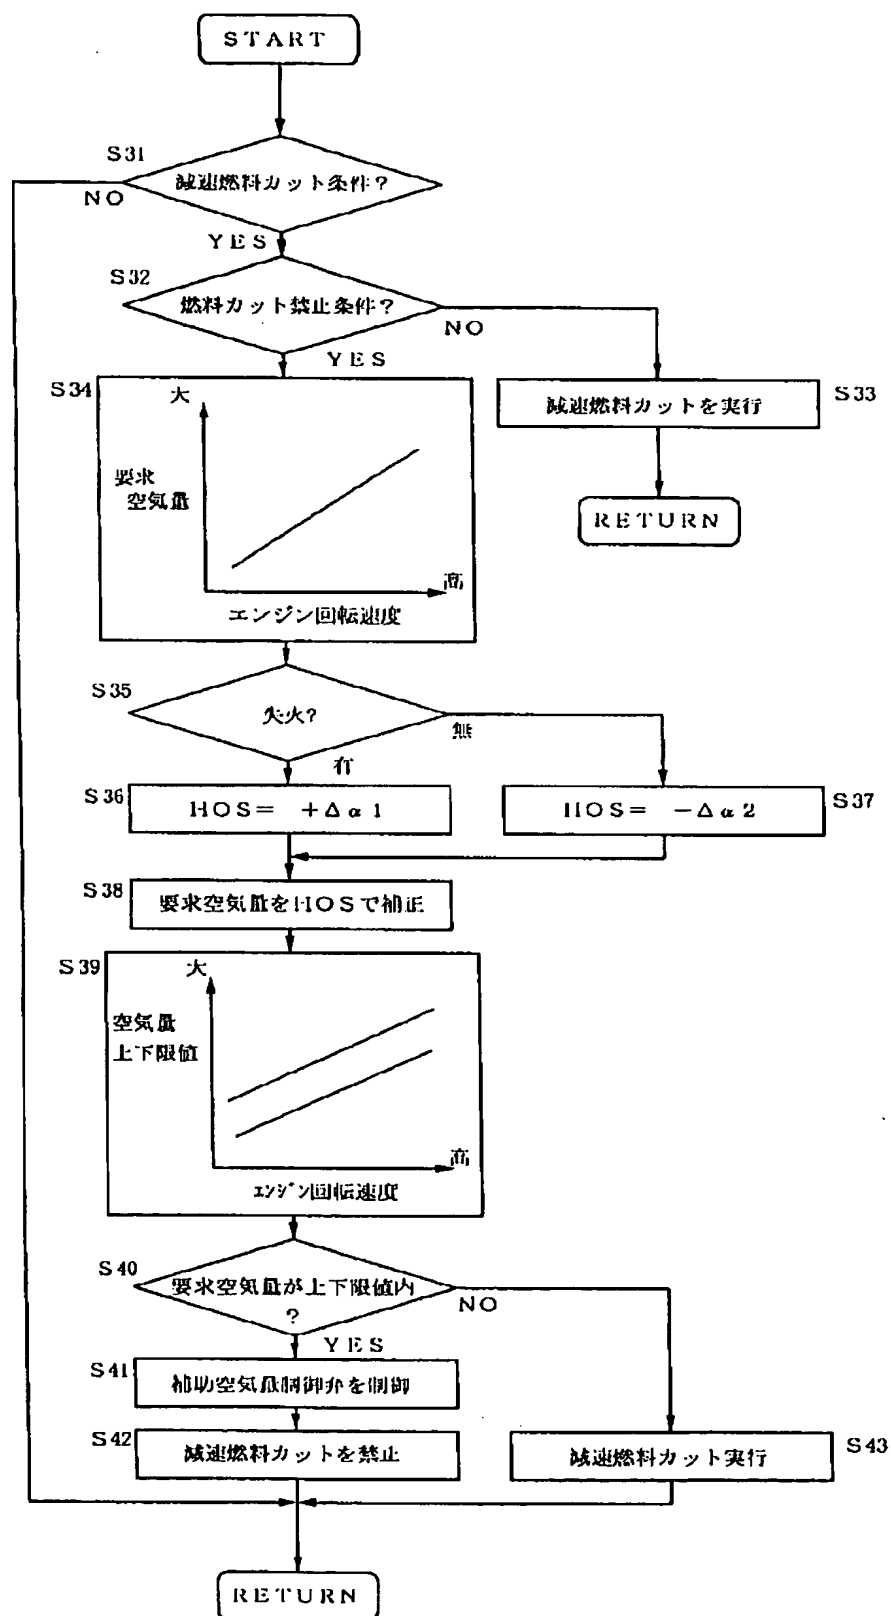 START
S31
減速燃料カット条件?
NO
YES
S32
燃料カット禁止条件?
NO
YES
S34
大
要求
空気量
高
エンジン回転速度
S33
減速燃料カットを実行
RETURN
S35
失火?
無
有
S36
HOS= +Δα1
HOS= -Δα2
S37
S38
要求空気量をHOSで補正
S39
大
空気量
上下限値
高
エンジン回転速度
S40
要求空気量が上下限値内
?
NO
YES
S41
補助空気量制御弁を制御
S42
減速燃料カットを禁止
減速燃料カット実行
S43
RETURN